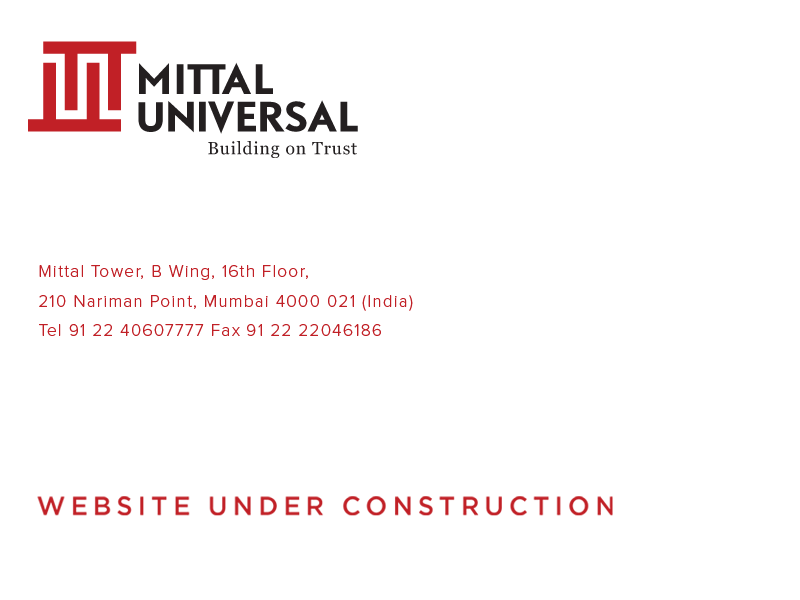 MITTAL
UNIVERSAL
Building on Trust
Mittal Tower, B Wing, 16th Floor,
210 Nariman Point, Mumbai 4000 021 (India)
Tel 91 22 40607777 Fax 91 22 22046186
WEBSITE UNDER CONSTRUCTION